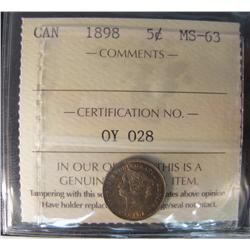 CAN 1898 5¢ MS-63
— COMMENTS —
— CERTIFICATION NO. —
OY 028
IN OUR O THIS IS A
GENUIN ITEM.
Tampering with this se ates above opinion
Have holder replac seal not intact.